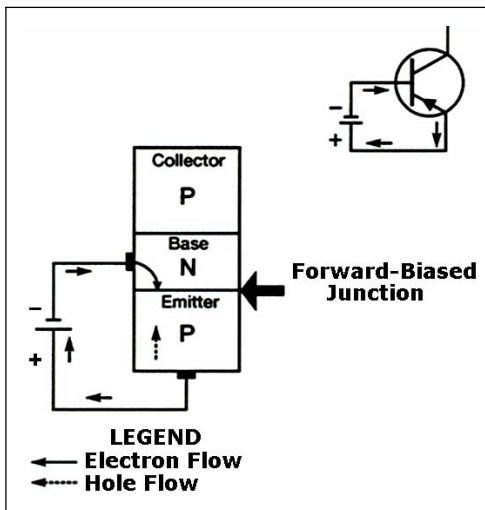 −
+
Collector
P
Base
N
Emitter
P
−
+
Forward-Biased
Junction
LEGEND
Electron Flow
Hole Flow